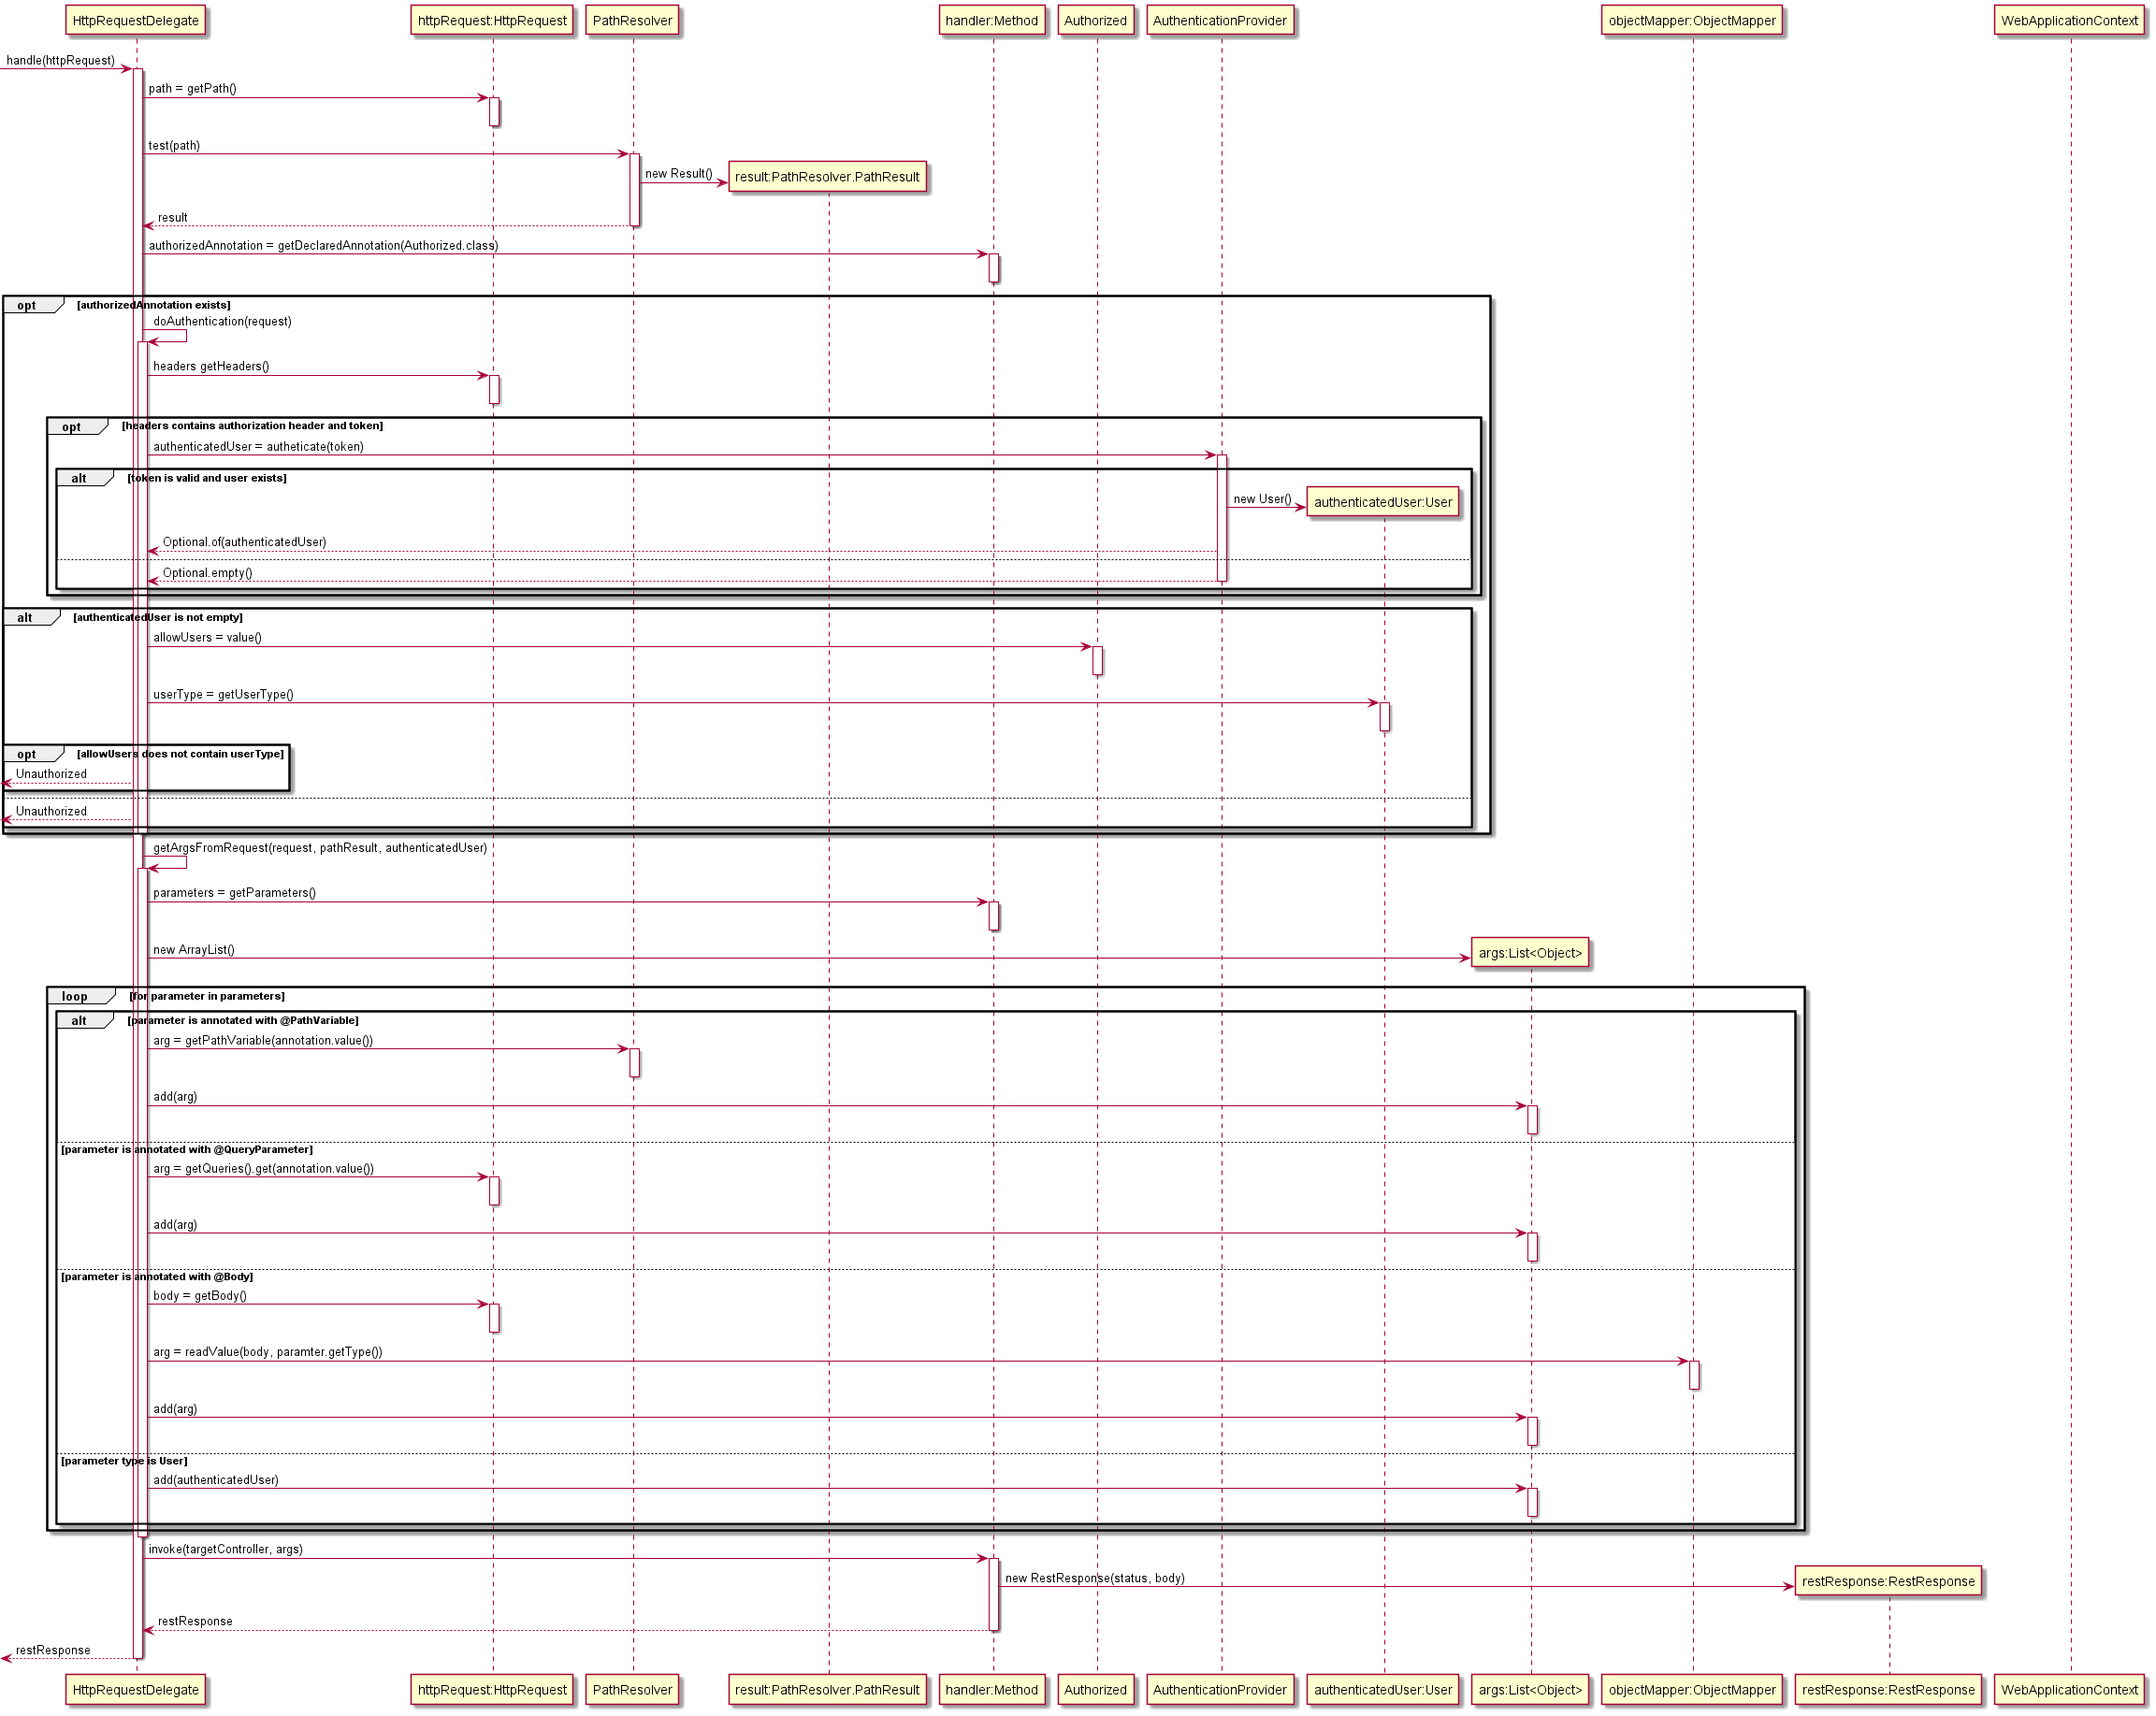 HttpRequestDelegate
httpRequest:HttpRequest
PathResolver
handler:Method
Authorized
AuthenticationProvider
objectMapper:ObjectMapper
WebApplicationContext
handle(httpRequest)
path = getPath()
test(path)
new Result()
result:PathResolver.PathResult
result
authorizedAnnotation = getDeclaredAnnotation(Authorized.class)
opt [authorizedAnnotation exists]
doAuthentication(request)
headers getHeaders()
opt [headers contains authorization header and token]
authenticatedUser = autheticate(token)
alt [token is valid and user exists]
new User()
authenticatedUser:User
Optional.of(authenticatedUser)
Optional.empty()
alt [authenticatedUser is not empty]
allowUsers = value()
userType = getUserType()
opt [allowUsers does not contain userType]
Unauthorized
Unauthorized
getArgsFromRequest(request, pathResult, authenticatedUser)
parameters = getParameters()
new ArrayList()
args:List<Object>
loop [for parameter in parameters]
alt [parameter is annotated with @PathVariable]
arg = getPathVariable(annotation.value())
add(arg)
[parameter is annotated with @QueryParameter]
arg = getQueries().get(annotation.value())
add(arg)
[parameter is annotated with @Body]
body = getBody()
arg = readValue(body, paramter.getType())
add(arg)
[parameter type is User]
add(authenticatedUser)
invoke(targetController, args)
new RestResponse(status, body)
restResponse:RestResponse
restResponse
restResponse
HttpRequestDelegate
httpRequest:HttpRequest
PathResolver
result:PathResolver.PathResult
handler:Method
Authorized
AuthenticationProvider
authenticatedUser:User
args:List<Object>
objectMapper:ObjectMapper
restResponse:RestResponse
WebApplicationContext